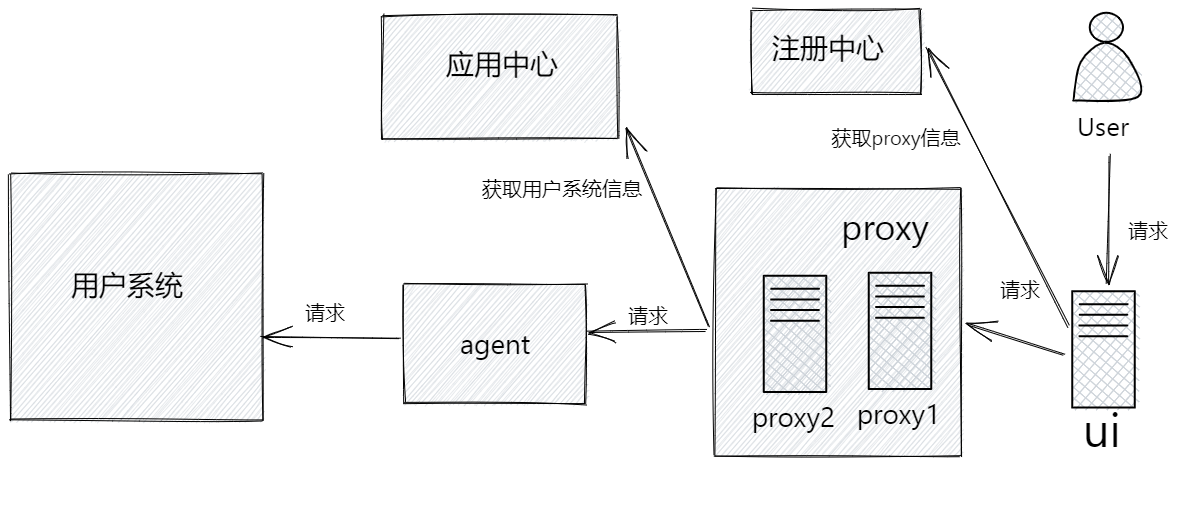 应用中心
注册中心
User
获取proxy信息
获取用户系统信息
请求
proxy
用户系统
请求
请求
请求
agent
proxy2
proxy1
ui